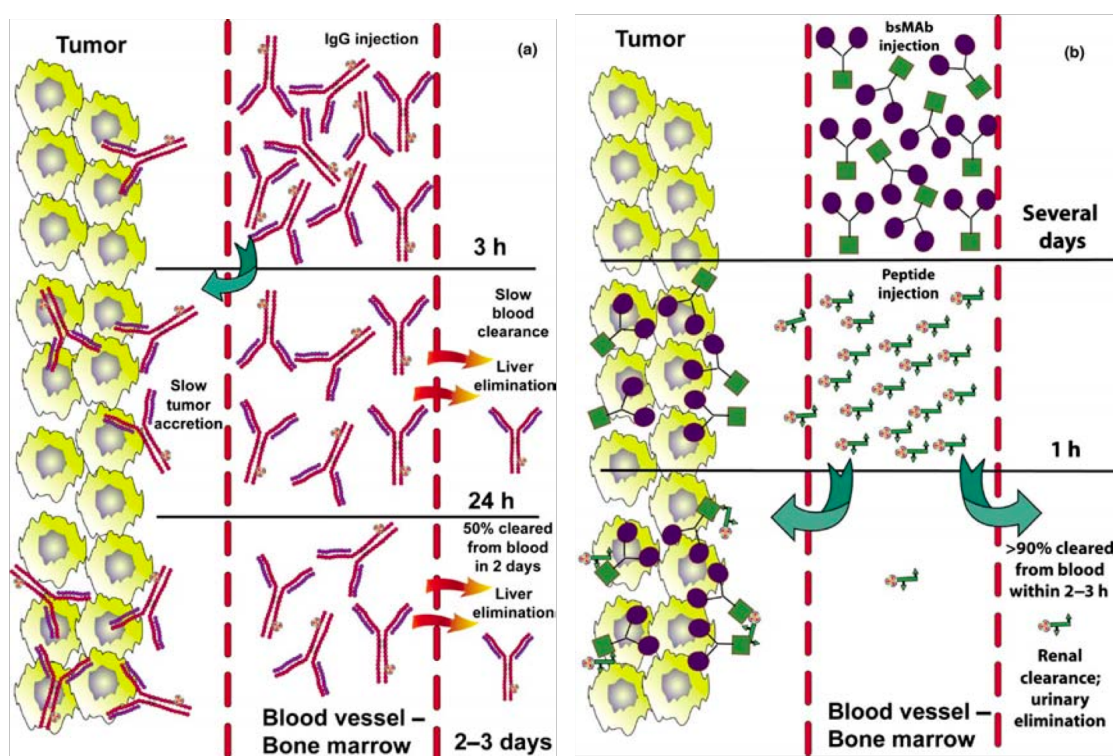 Tumor
IgG injection
(a)
3 h
Slow
blood
clearance
Liver
elimination
Slow
tumor
accretion
24 h
50% cleared
from blood
in 2 days
Liver
elimination
Blood vessel –
Bone marrow
2–3 days
Tumor
bsMAb
injection
(b)
Several
days
Peptide
injection
1 h
>90% cleared
from blood
within 2–3 h
Renal
clearance;
urinary
elimination
Blood vessel –
Bone marrow